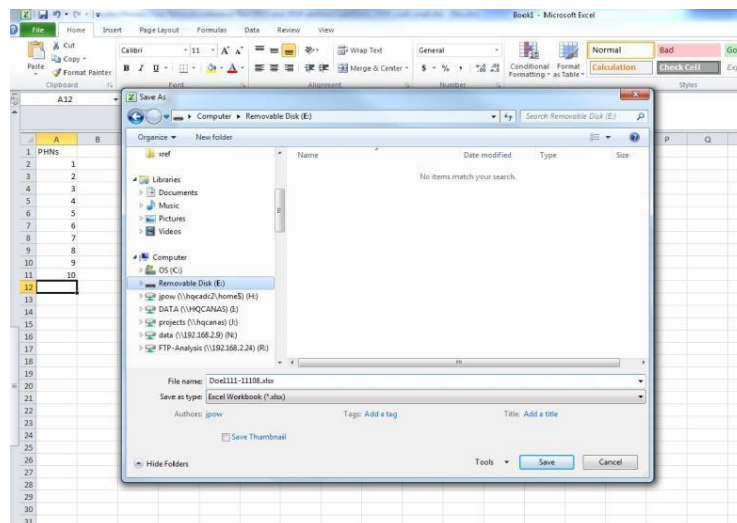 Book1 - Microsoft Excel
File Home Insert Page Layout Formulas Data Review View
Cut
Copy
Format Painter
Paste
Clipboard
Calibri 11
Font
Wrap Text
Merge & Center
Alignment
General
Number
Conditional Formatting
Format as Table
Normal Bad Go
Calculation Check Cell
Styles
A12
Save As
Computer Removable Disk (E:)
Search Removable Disk (E:)
Organize New folder
A B P Q
1 PHNs
2 1
3 2
4 3
5 4
6 5
7 6
8 7
9 8
10 9
11 10
12
13
14
15
16
17
18
19
20
21
22
23
24
25
26
27
28
29
30
31
xref
Libraries
Documents
Music
Pictures
Videos
Computer
OS (C:)
Removable Disk (E:)
jpow (\\hqcadc2\home$) (H:)
DATA (\\HQCANAS) (I:)
projects (\\hqcanas) (J:)
data (\\192.168.2.9) (N:)
FTP-Analysis (\\192.168.2.24) (R:)
Name Date modified Type Size
No items match your search.
File name: Doe1111-11108.xlsx
Save as type: Excel Workbook (*.xlsx)
Authors: jpow Tags: Add a tag Title: Add a title
Save Thumbnail
Hide Folders Tools Save Cancel